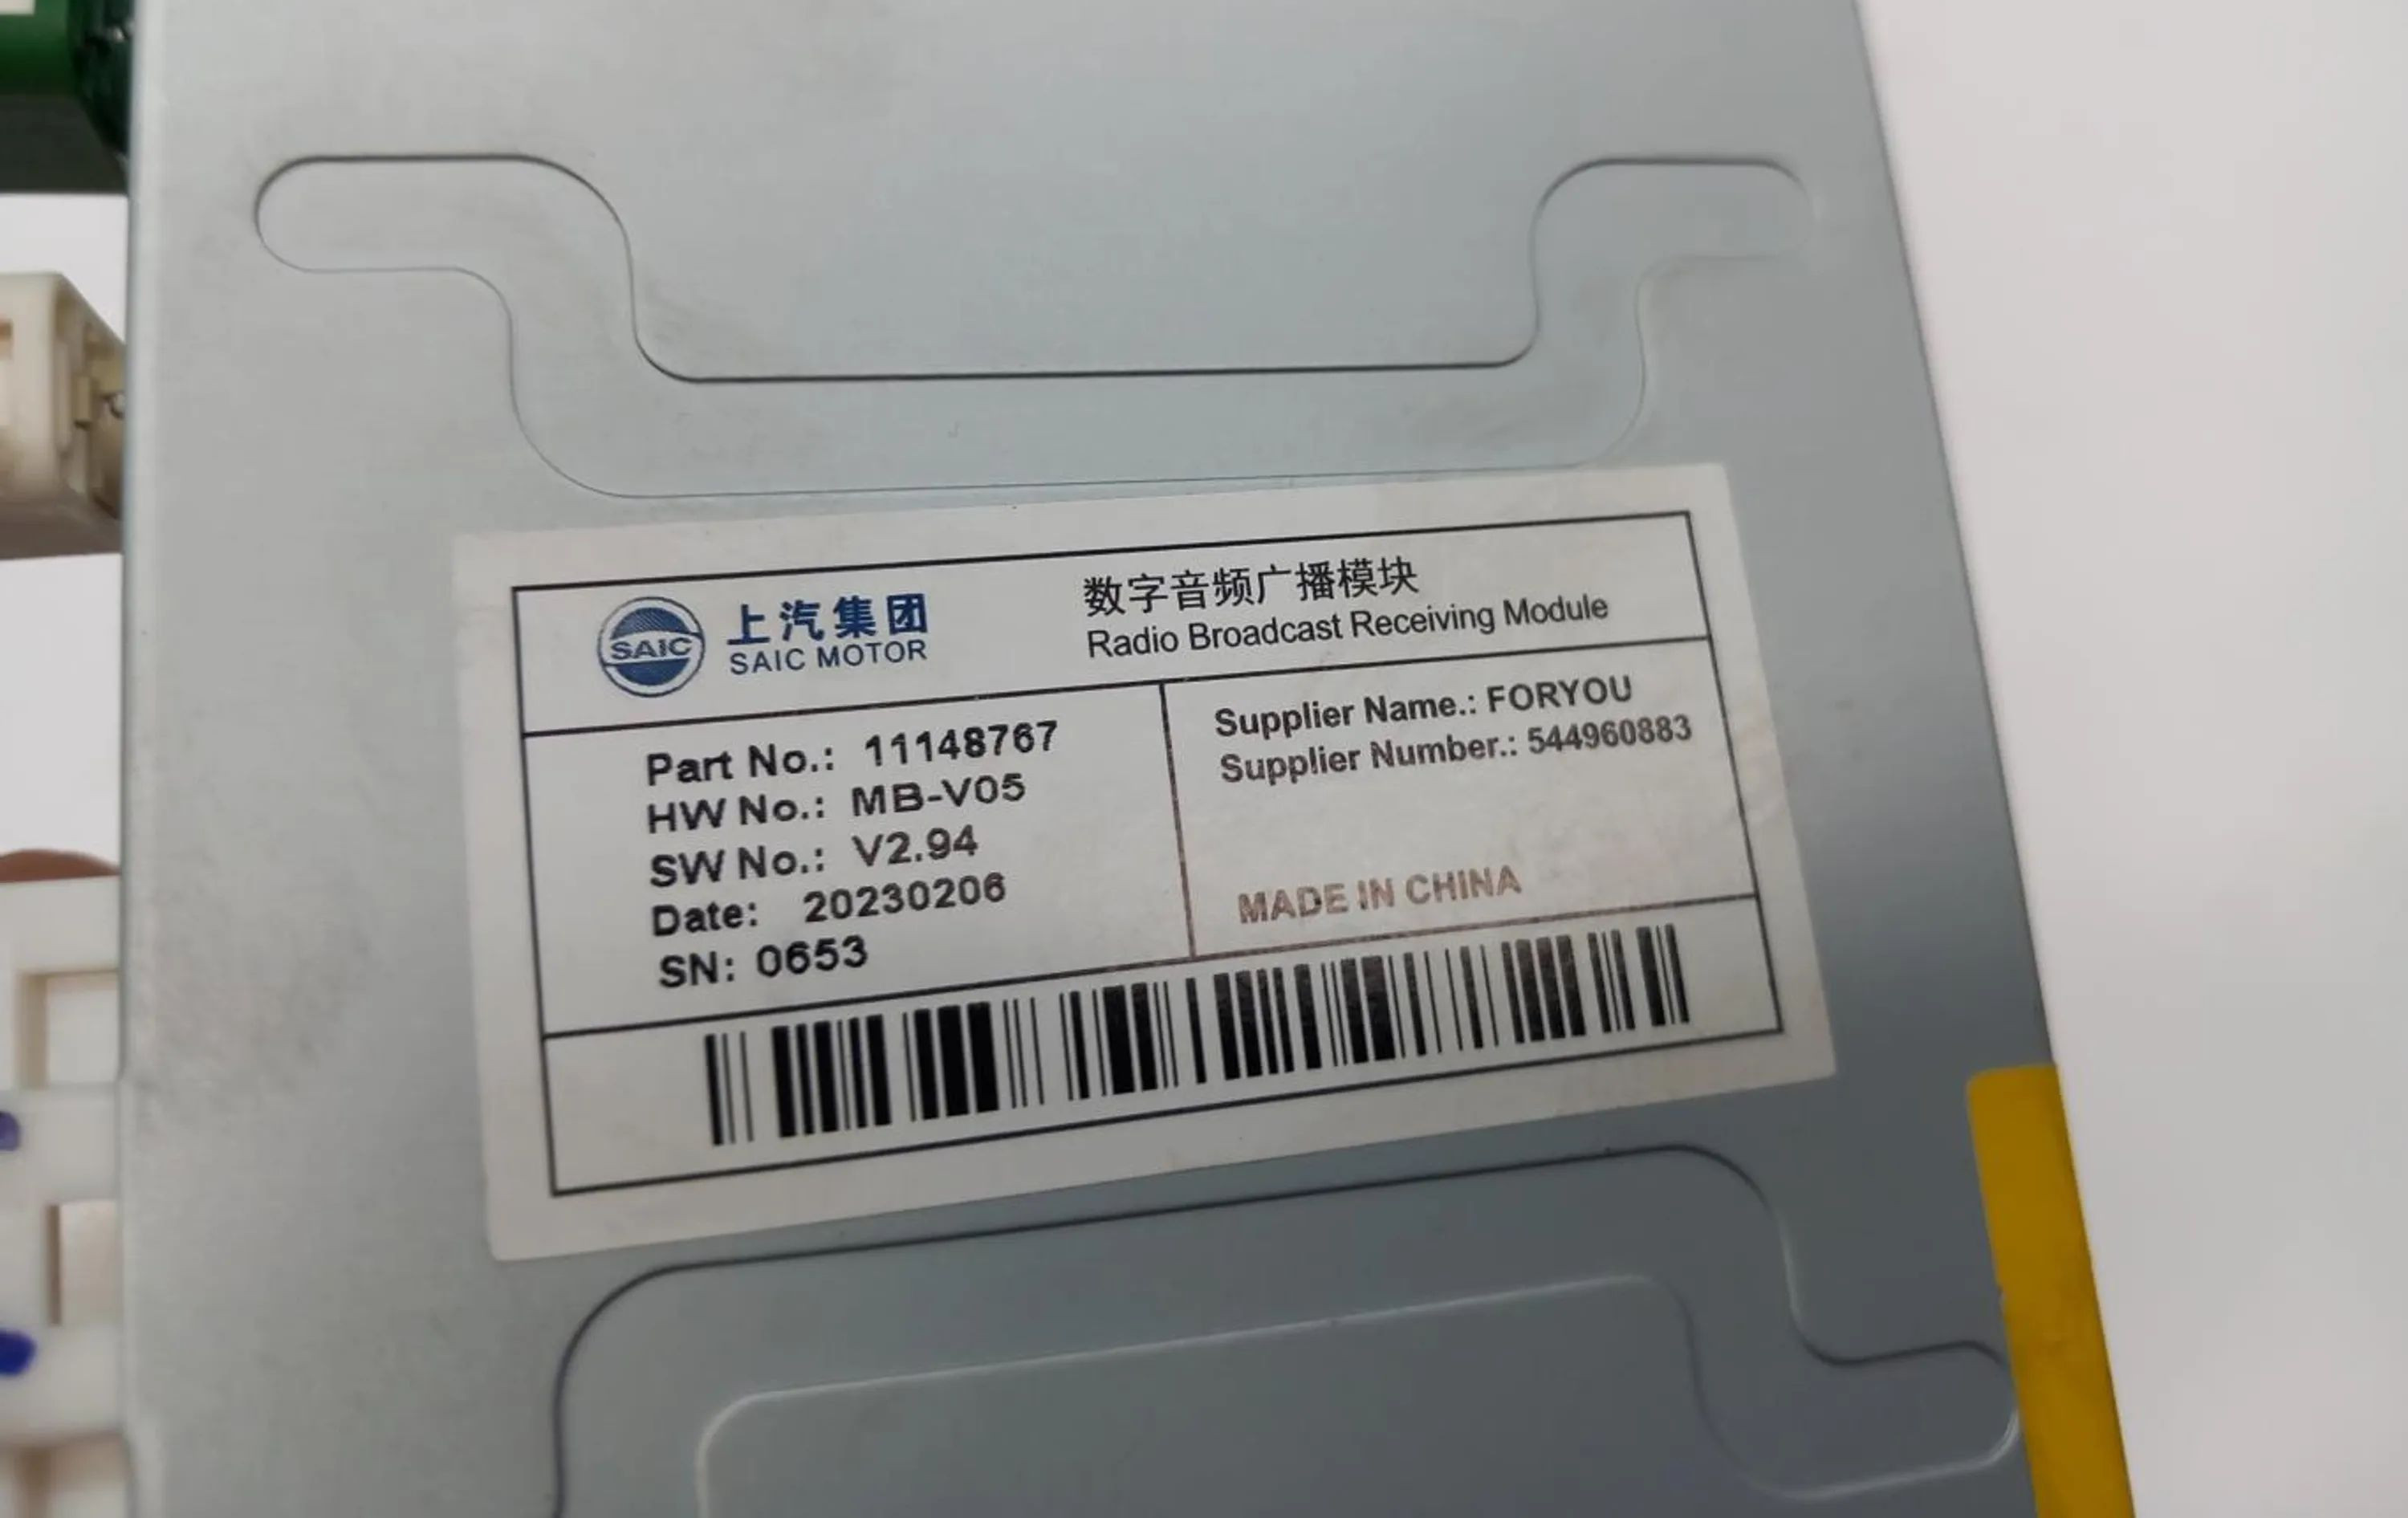 SAIC
上汽集团
SAIC MOTOR
数字音频广播模块
Radio Broadcast Receiving Module
Part No.: 11148767
HW No.: MB-V05
SW No.: V2.94
Date: 20230206
SN: 0653
Supplier Name.: FORYOU
Supplier Number.: 544960883
MADE IN CHINA